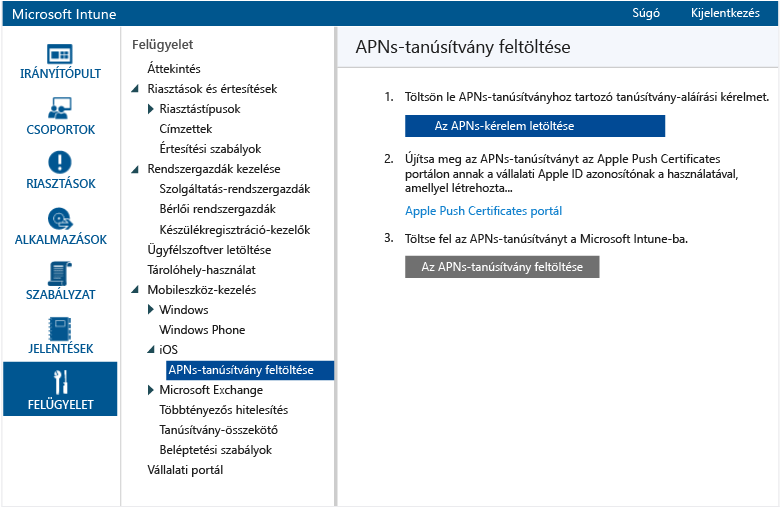 Microsoft Intune
Súgó
Kijelentkezés
IRÁNYÍTÓPULT
CSOPORTOK
RIASZTÁSOK
ALKALMAZÁSOK
SZABÁLYZAT
JELENTÉSEK
FELÜGYELET
Felügyelet
Áttekintés
Riasztások és értesítések
Riasztástípusok
Címzettek
Értesítési szabályok
Rendszergazdák kezelése
Szolgáltatás-rendszergazdák
Bérlői rendszergazdák
Készülékregisztráció-kezelők
Ügyfélszoftver letöltése
Tárolóhely-használat
Mobileszköz-kezelés
Windows
Windows Phone
iOS
APNs-tanúsítvány feltöltése
Microsoft Exchange
Többtényezős hitelesítés
Tanúsítvány-összekötő
Beléptetési szabályok
Vállalati portál
APNs-tanúsítvány feltöltése
1. Töltsön le APNs-tanúsítványhoz tartozó tanúsítvány-aláírási kérelmet.
Az APNs-kérelem letöltése
2. Újítsa meg az APNs-tanúsítványt az Apple Push Certificates
portálon annak a vállalati Apple ID azonosítónak a használatával,
amellyel létrehozta...
Apple Push Certificates portál
3. Töltse fel az APNs-tanúsítványt a Microsoft Intune-ba.
Az APNs-tanúsítvány feltöltése